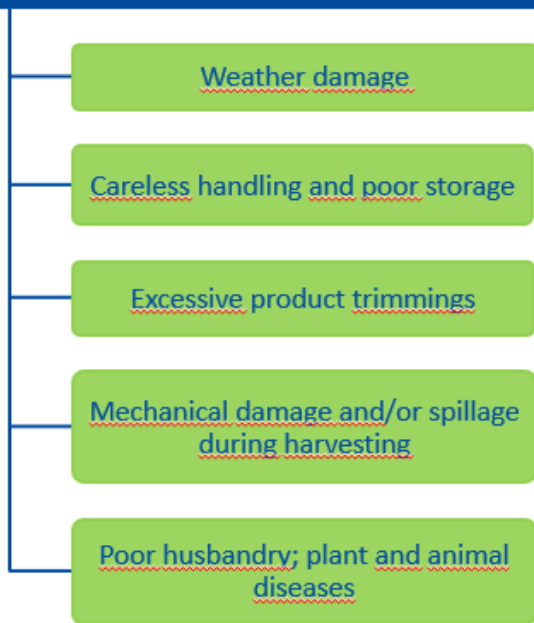 Weather damage
Careless handling and poor storage
Excessive product trimmings
Mechanical damage and/or spillage
during harvesting
Poor husbandry; plant and animal
diseases